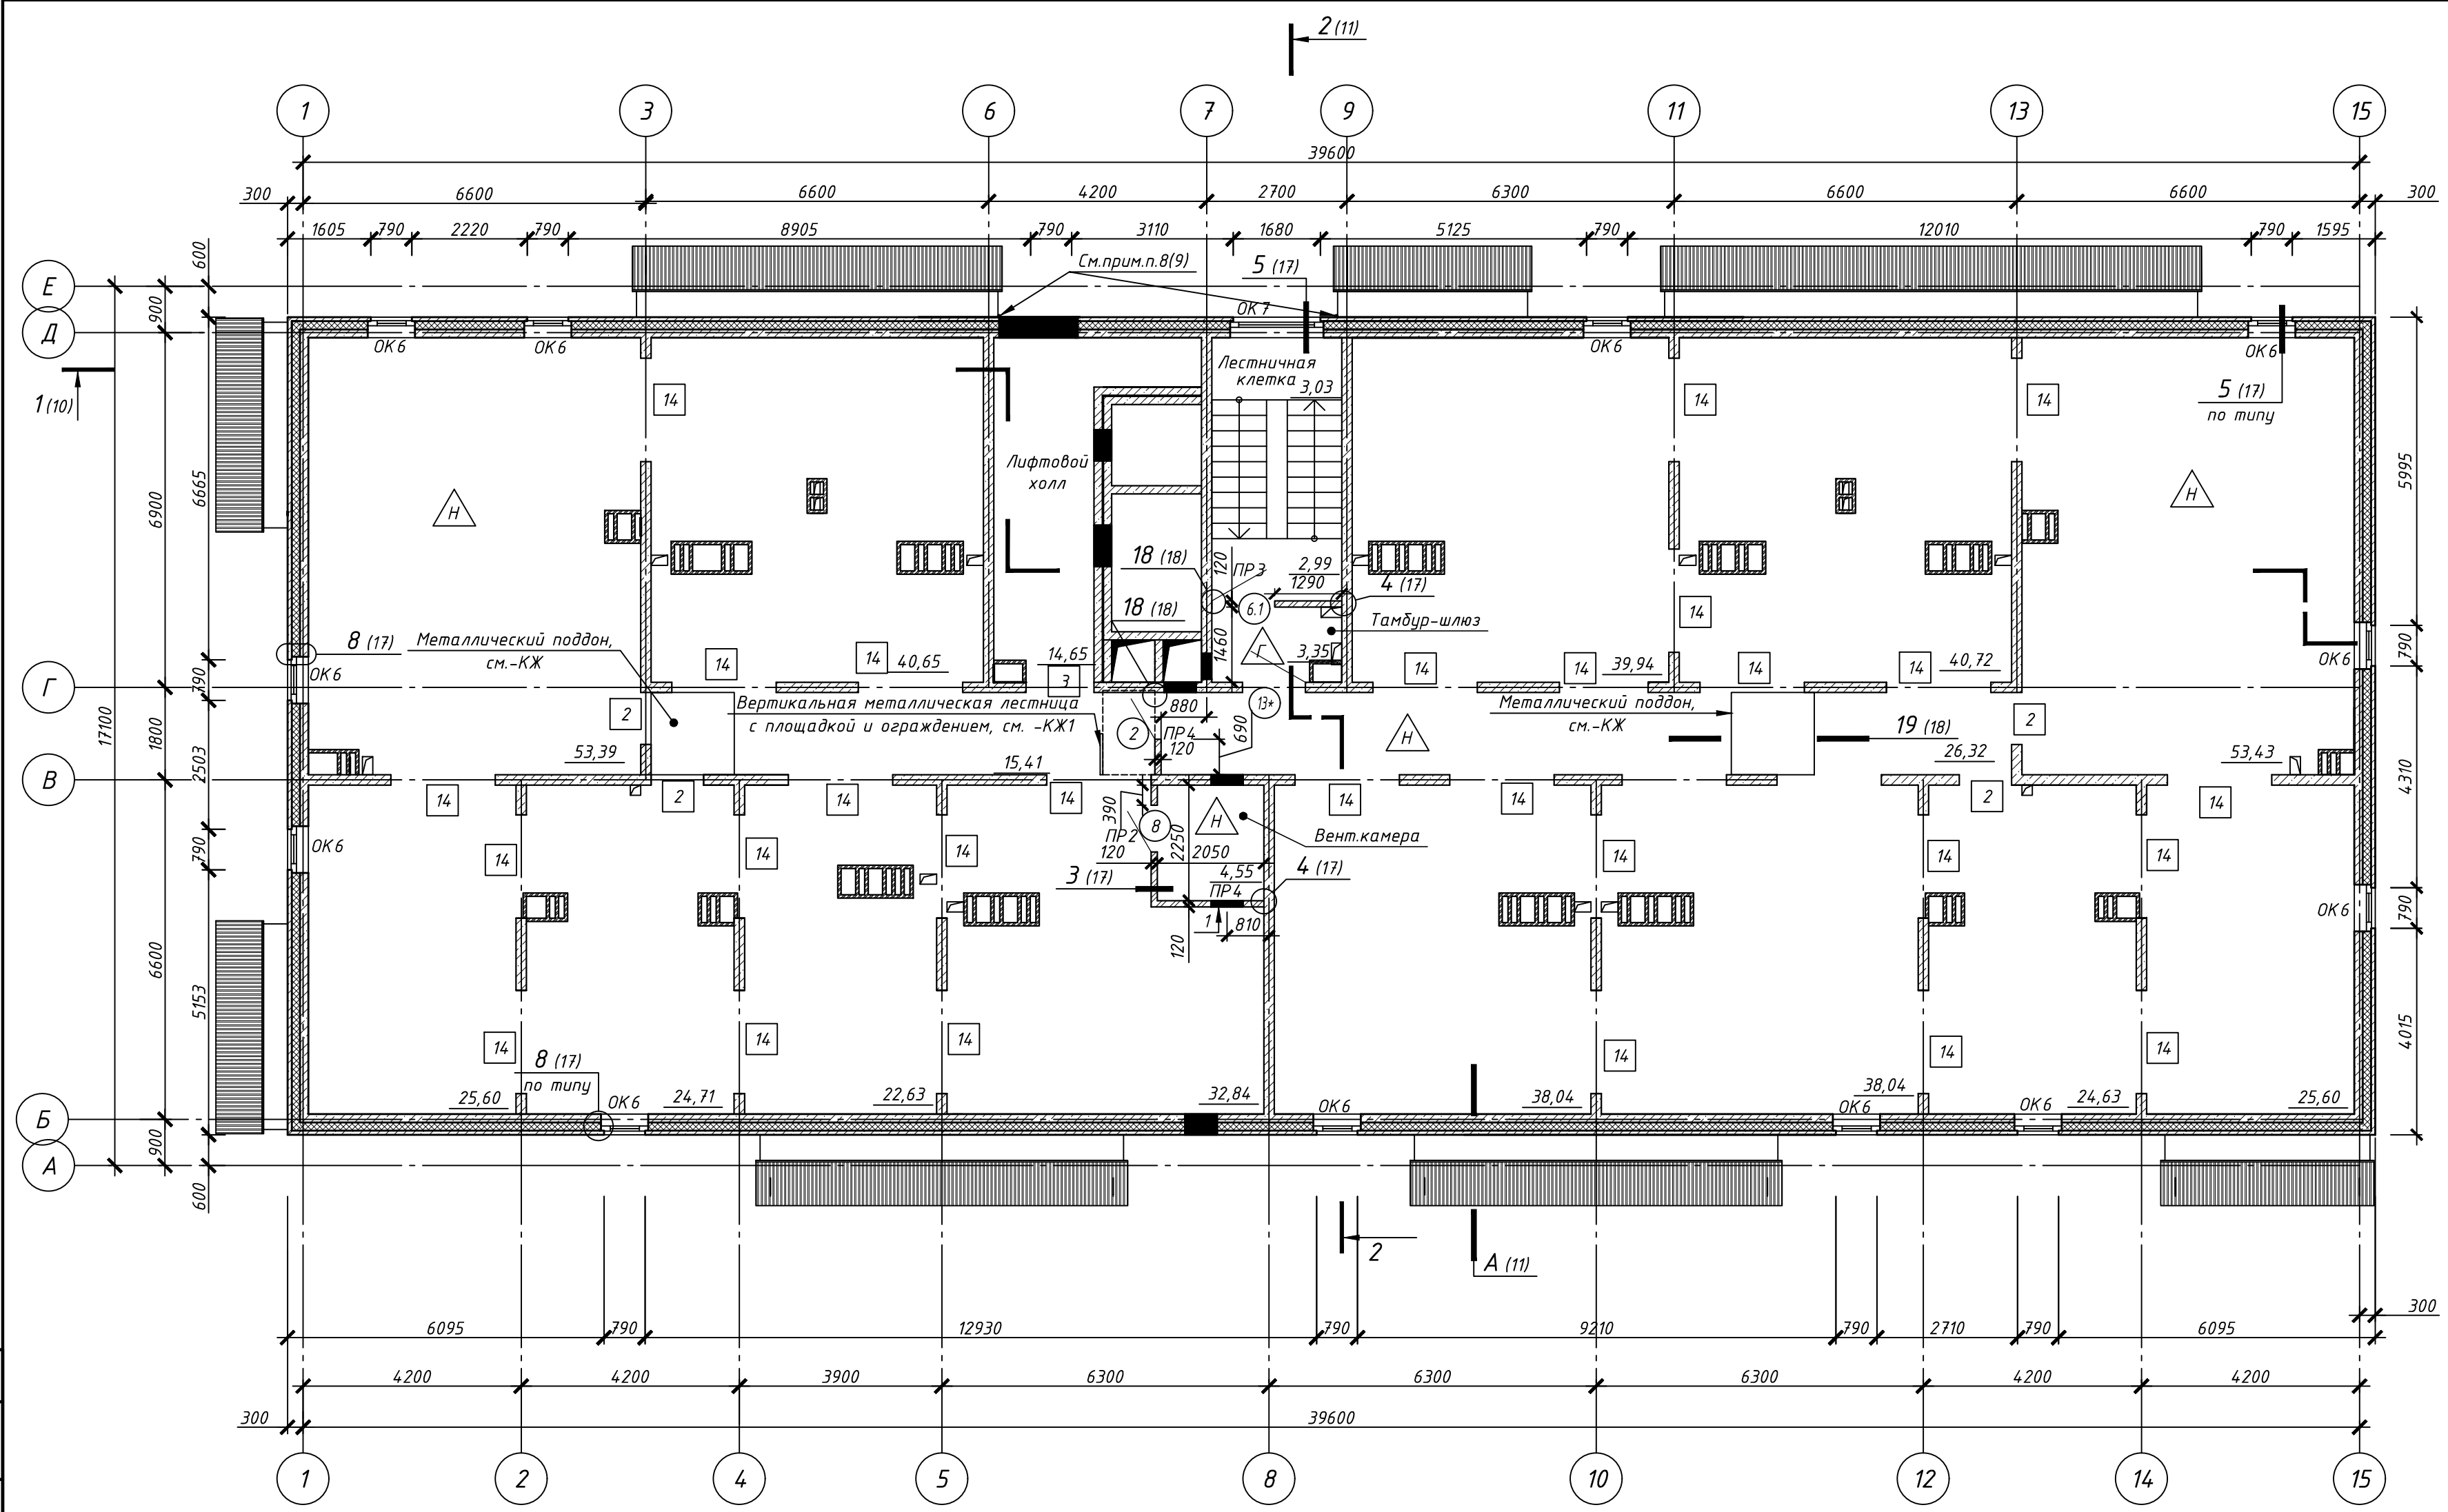 2 (11)
1 3 6 7 9 11 13 15
39600
300 6600 6600 4200 2700 6300 6600 6600 300
1605 790 2220 790 8905 790 3110 1680 790 5125 790 12010 790 1595
600
См.прим.п.8(9)
5 (17)
Е
900
ОК7
Д
ОК6 ОК6 ОК6 ОК6
Лестничная
клетка
3,03
1 (10)
5 (17)
по типу
14 14 14
Лифтовой
холл
6665
6900
5995
Н Н
18 (18)
120
ПР3
2,99
1290
4 (17)
18 (18)
6.1
14
Тамбур-шлюз
8 (17)
Металлический поддон,
см.-КЖ
1460
Г
3,35
14 14 40,65 14,65 14 14 39,94 14 14 40,72
790
ОК6
3
ОК6
790
Г
2
Вертикальная металлическая лестница
с площадкой и ограждением, см. -КЖ1
880
13*
Металлический поддон,
см.-КЖ
2
17100
1800
2
ПР4
690
Н
19 (18)
2503
53,39
15,41
120
26,32
53,43
В
14 2 14 14 14 14 2 14
4310
390
Н
790
ОК6
ПР2
8
2250
Вент.камера
14 14 14 14 14 14
120
2050
3 (17)
4,55
4 (17)
ПР4
790
ОК6
1
810
120
6600
5153
4015
14 14 14 14 14 14
8 (17)
по типу
25,60 ОК6 24,71 22,63 32,84 ОК6 38,04 38,04 ОК6 ОК6 24,63 25,60
Б
900
А
600
2
А (11)
300
6095 790 12930 790 9210 790 2710 790 6095
4200 4200 3900 6300 6300 6300 4200 4200
300 39600
1 2 4 5 8 10 12 14 15